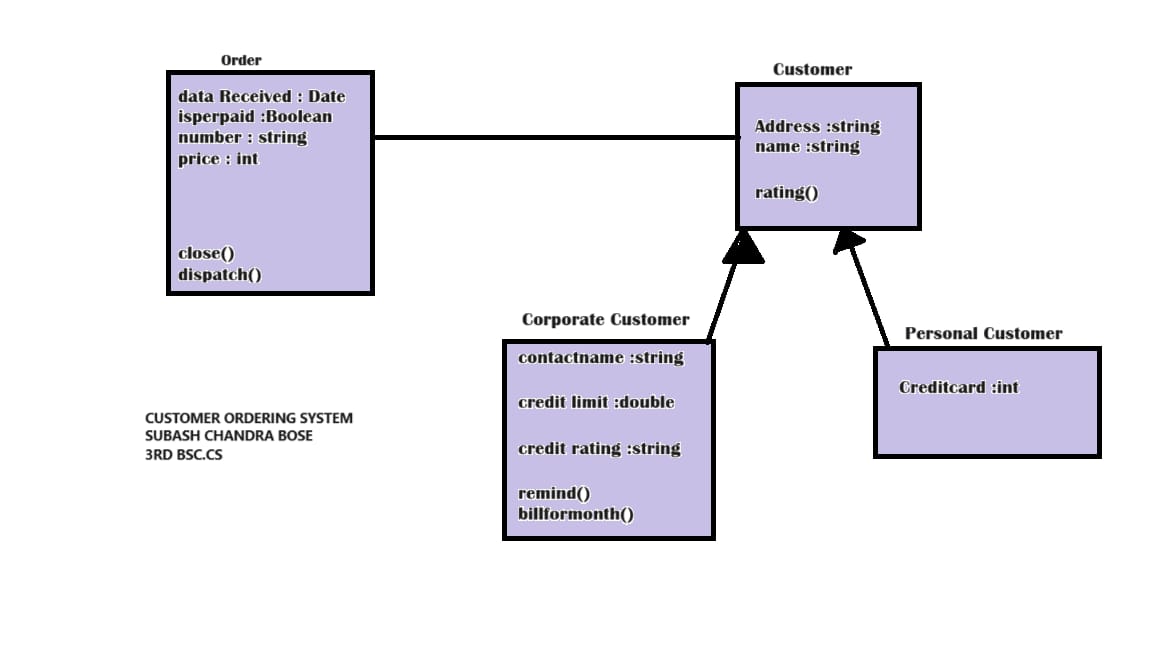 Order
data Received : Date
isperpaid :Boolean
number : string
price : int
close()
dispatch()
Customer
Address :string
name :string
rating()
Corporate Customer
contactname :string
credit limit :double
credit rating :string
remind()
billformonth()
Personal Customer
Creditcard :int
CUSTOMER ORDERING SYSTEM
SUBASH CHANDRA BOSE
3RD BSC.CS